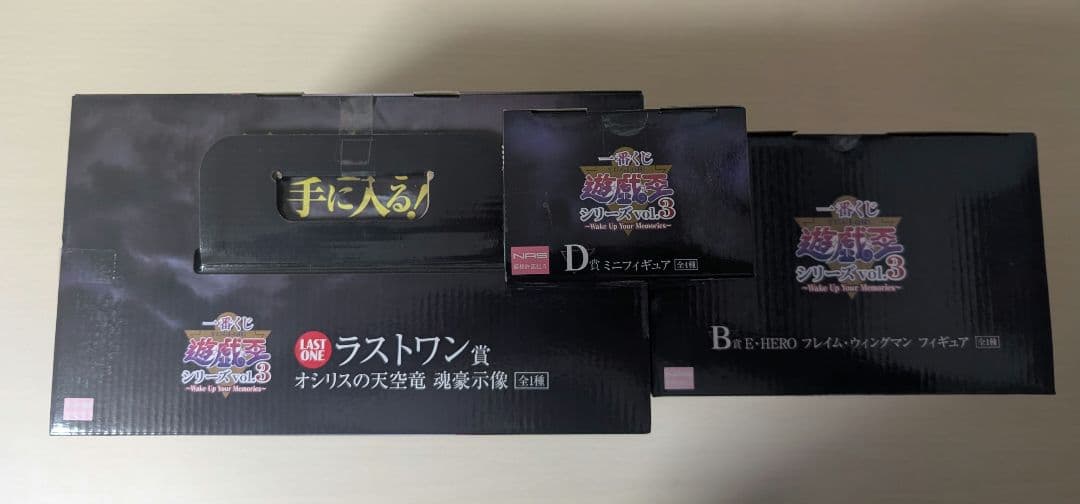 手に入る!
一番くじ
遊戯王
シリーズvol.3
~Wake Up Your Memories~
LAST
ONE
ラストワン賞
オシリスの天空竜 魂豪示像 全1種
一番くじ
遊戯王
シリーズvol.3
~Wake Up Your Memories~
NAS
D賞 ミニフィギュア 全4種
一番くじ
遊戯王
シリーズvol.3
~Wake Up Your Memories~
B賞 E・HERO フレイム・ウィングマン フィギュア 全1種